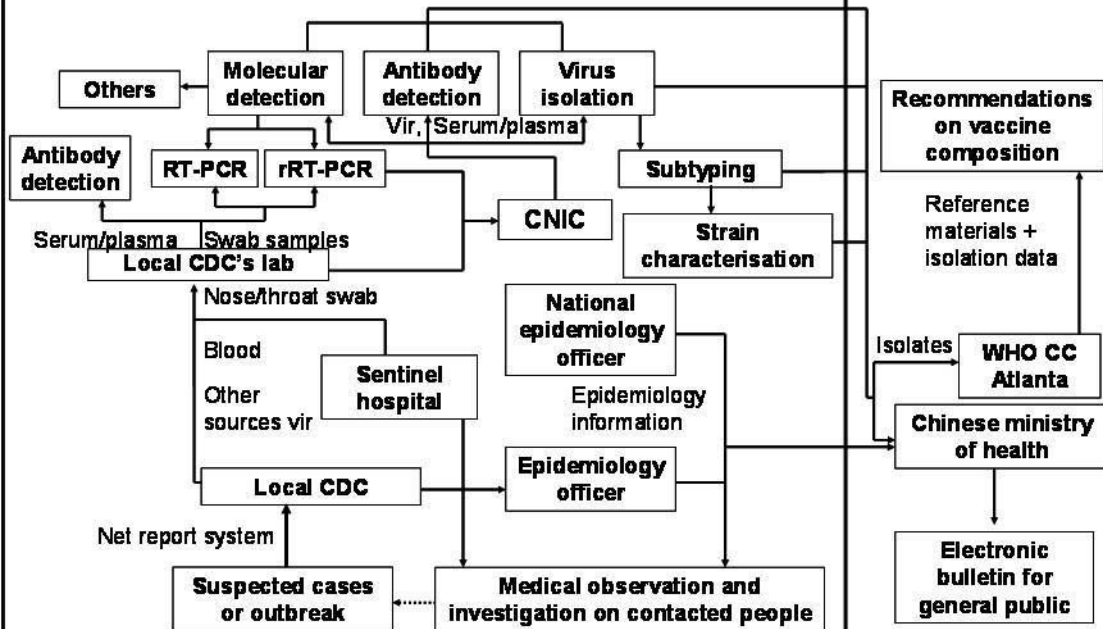 Others
Molecular
detection
Antibody
detection
Virus
isolation
Vir, Serum/plasma
Recommendations
on vaccine
composition
Antibody
detection
RT-PCR
rRT-PCR
Subtyping
CNIC
Strain
characterisation
Reference
materials +
isolation data
Serum/plasma
Swab samples
Local CDC's lab
Nose/throat swab
Blood
Other
sources vir
Sentinel
hospital
National
epidemiology
officer
Epidemiology
information
Isolates
WHO CC
Atlanta
Chinese ministry
of health
Local CDC
Epidemiology
officer
Net report system
Suspected cases
or outbreak
Medical observation and
investigation on contacted people
Electronic
bulletin for
general public